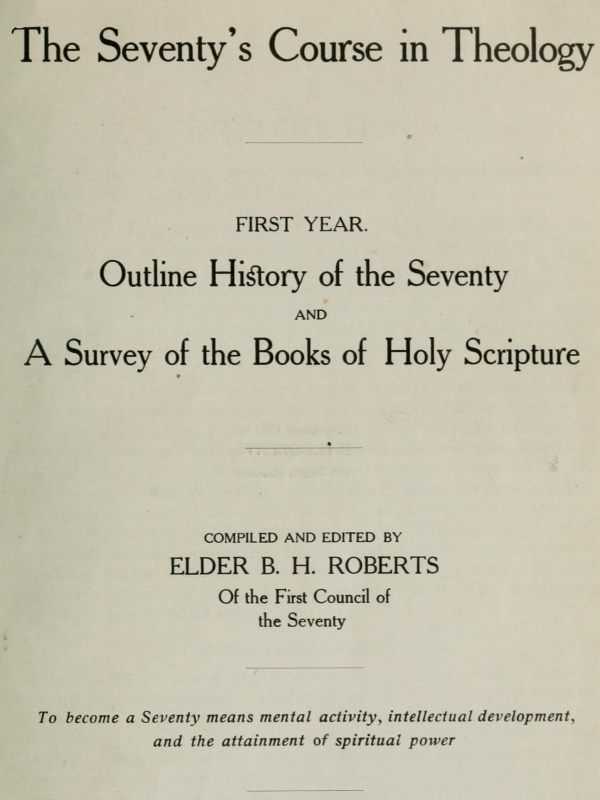 The Seventy's Course in Theology
FIRST YEAR.
Outline History of the Seventy
AND
A Survey of the Books of Holy Scripture
COMPILED AND EDITED BY
ELDER B. H. ROBERTS
Of the First Council of
the Seventy
To become a Seventy means mental activity, intellectual development,
and the attainment of spiritual power